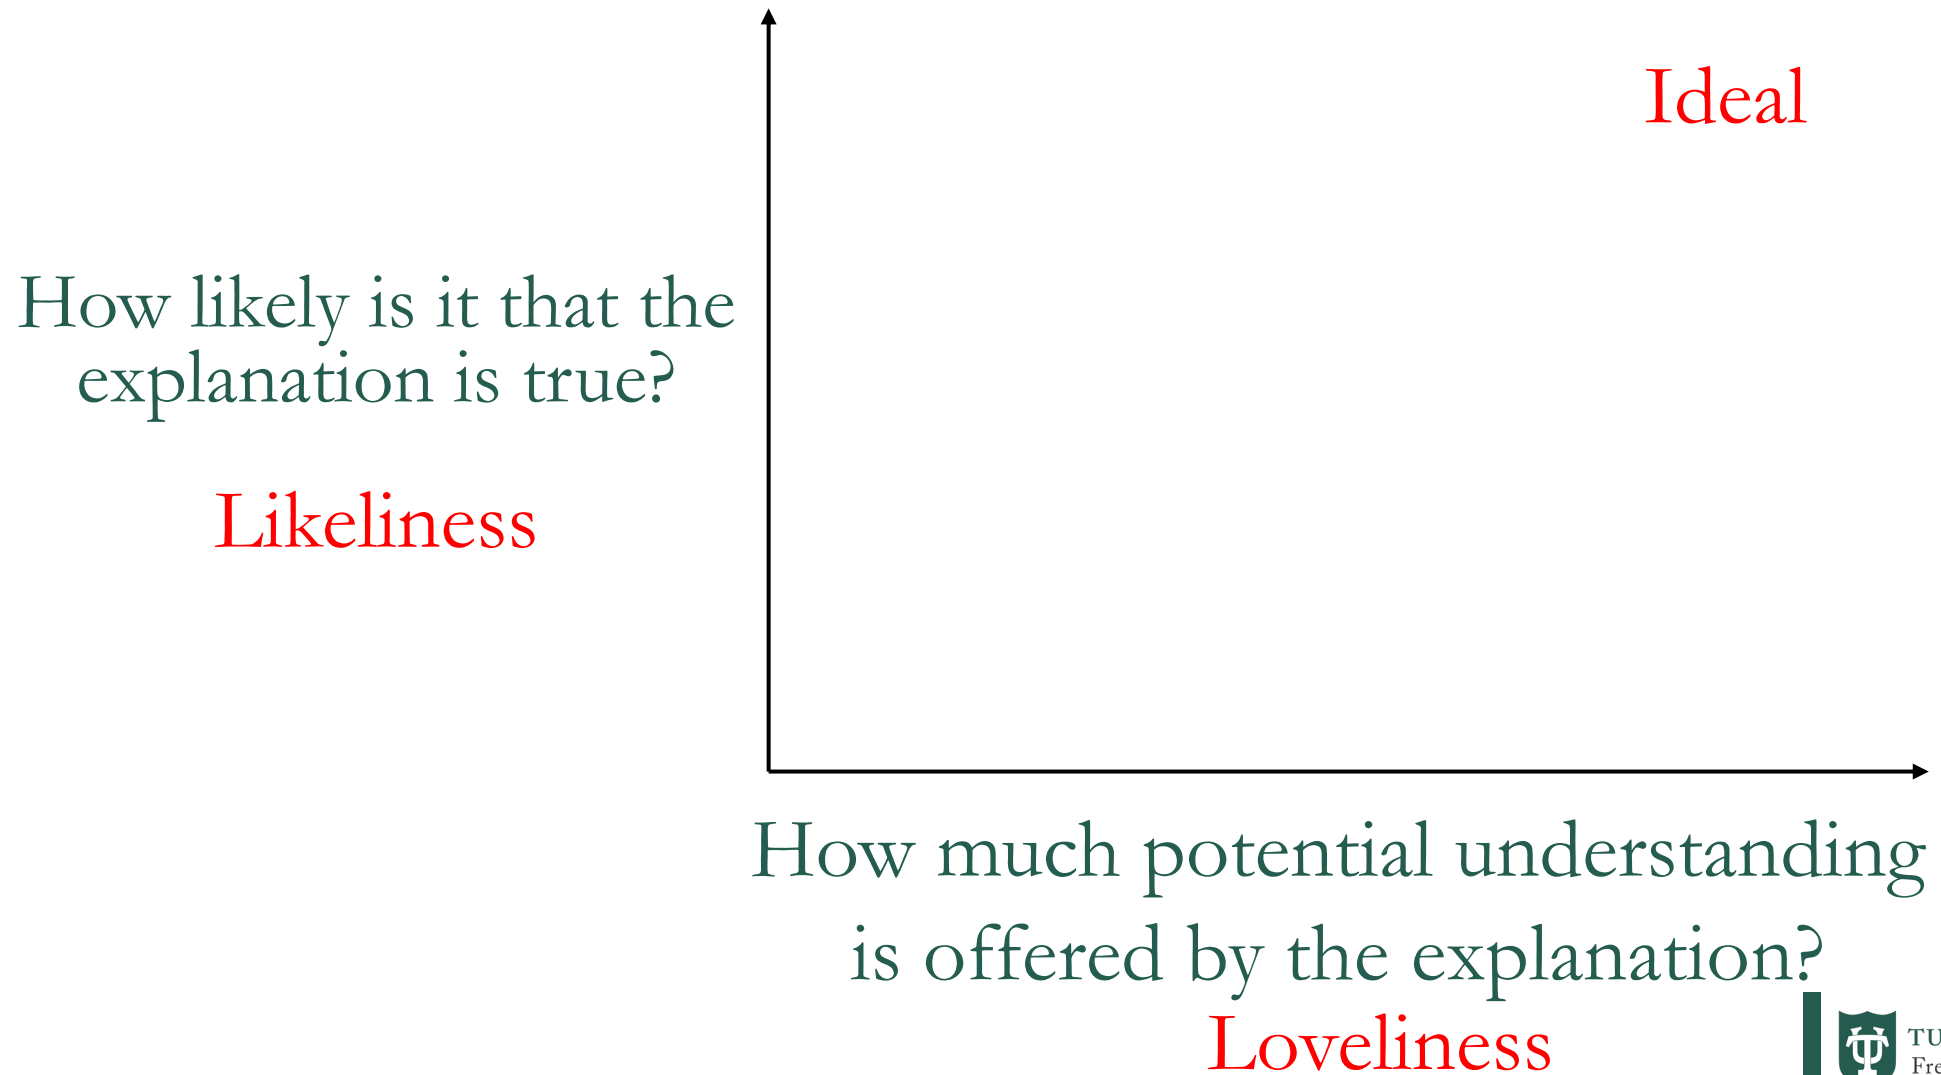 Ideal
How likely is it that the
explanation is true?
Likeliness
How much potential understanding
is offered by the explanation?
Loveliness